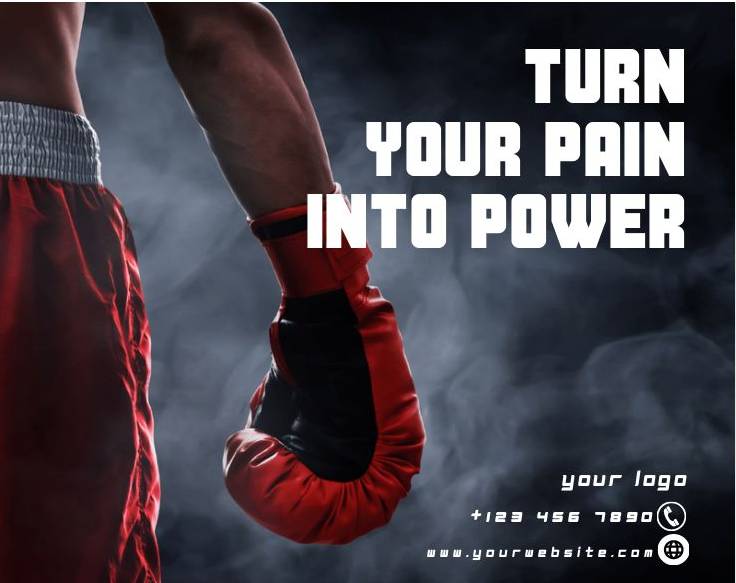 TURN
YOUR PAIN
INTO POWER
your logo
+123 456 7890
www.yourwebsite.com